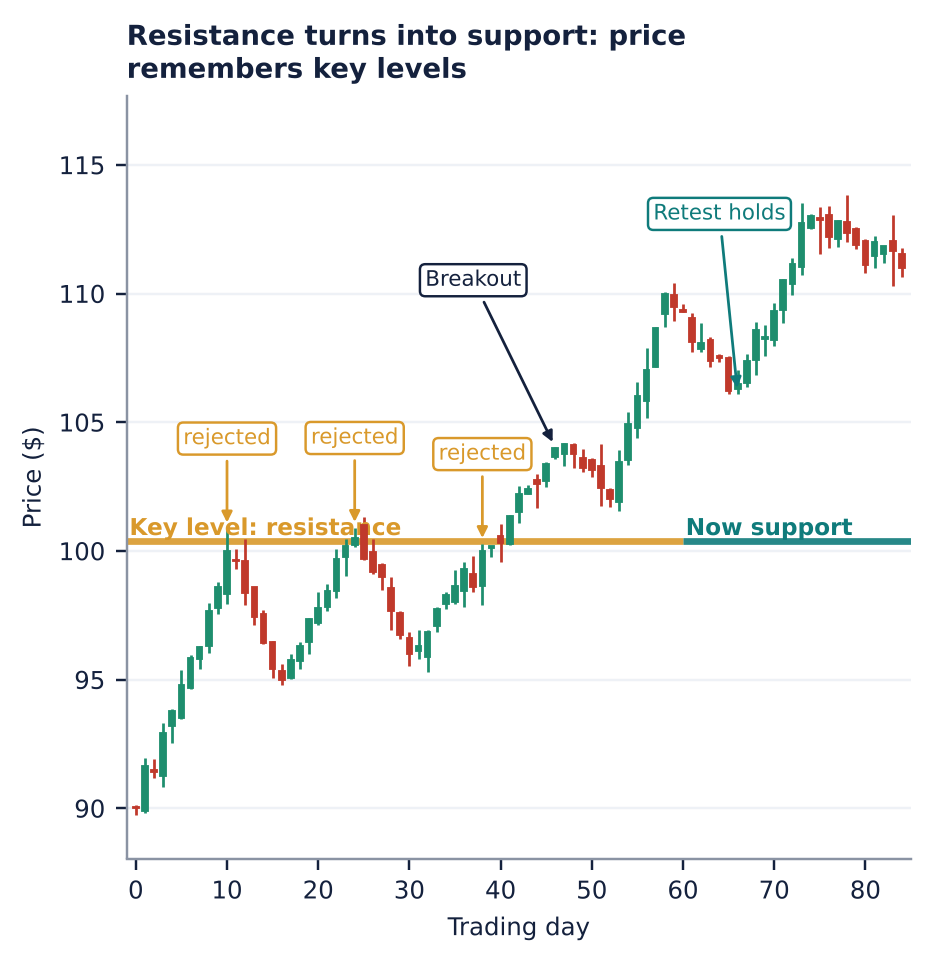 Resistance turns into support: price
remembers key levels
115
110
105
100
95
90
Price ($)
Retest holds
Breakout
rejected
rejected
rejected
Key level: resistance
Now support
0
10
20
30
40
50
60
70
80
Trading day